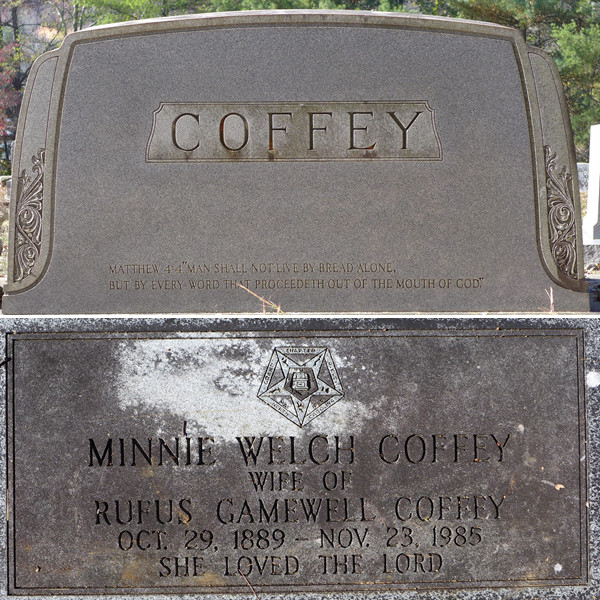 COFFEY
MATTHEW 4-4 "MAN SHALL NOT LIVE BY BREAD ALONE,
BUT BY EVERY WORD THAT PROCEEDETH OUT OF THE MOUTH OF GOD."
CHAPTER
MINNIE WELCH COFFEY
WIFE OF
RUFUS GAMEWELL COFFEY
OCT. 29, 1889 – NOV. 23, 1985
SHE LOVED THE LORD